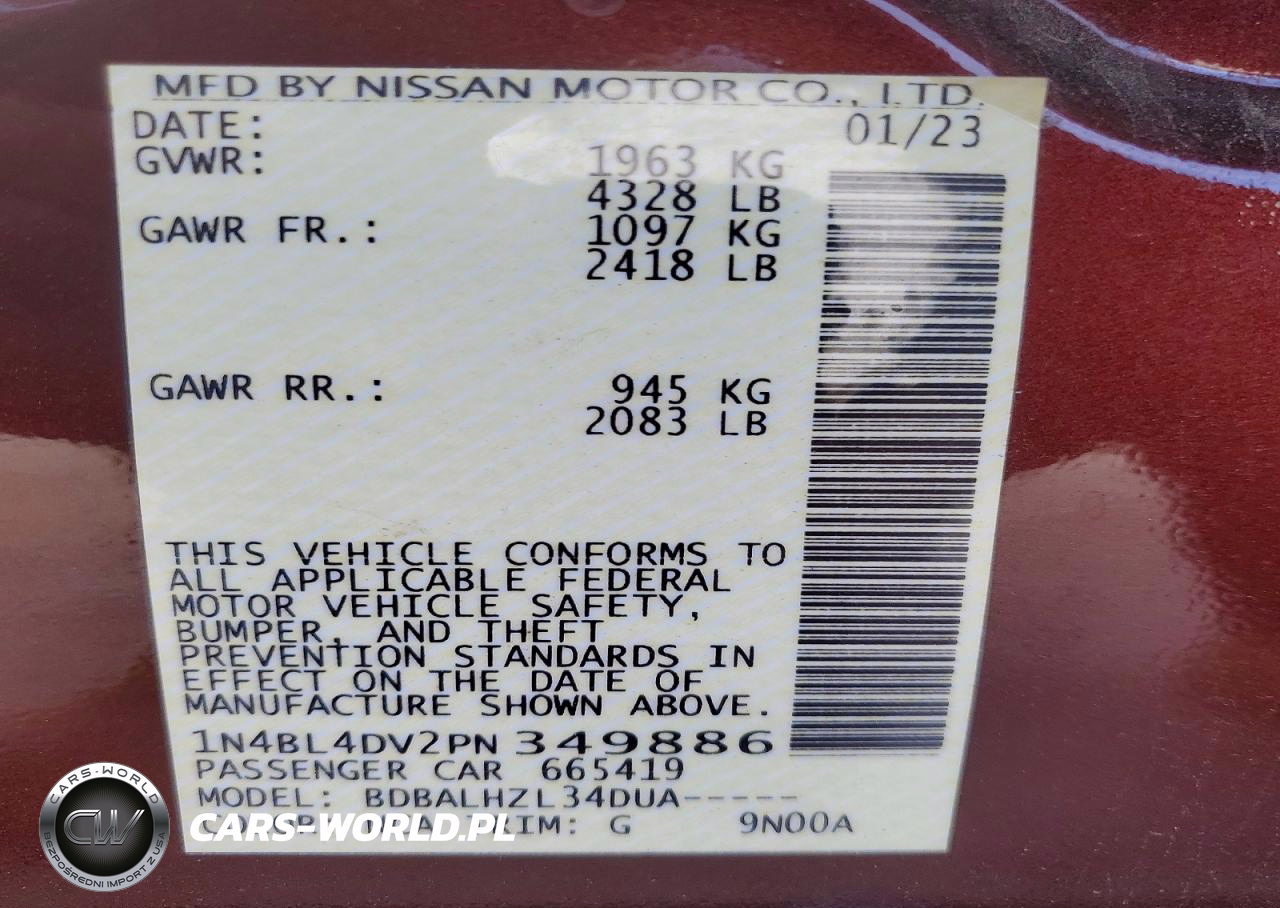 MFD BY NISSAN MOTOR CO., LTD.
DATE: 01/23
GVWR: 1963 KG
4328 LB
GAWR FR.: 1097 KG
2418 LB
GAWR RR.: 945 KG
2083 LB
THIS VEHICLE CONFORMS TO
ALL APPLICABLE FEDERAL
MOTOR VEHICLE SAFETY,
BUMPER, AND THEFT
PREVENTION STANDARDS IN
EFFECT ON THE DATE OF
MANUFACTURE SHOWN ABOVE.
1N4BL4DV2PN 349886
PASSENGER CAR 665419
MODEL: BDBALHZL34DUA-----
TRIM: G 9N00A
CARS-WORLD.PL
CARS-WORLD
CW
BEZPOŚREDNI IMPORT Z USA